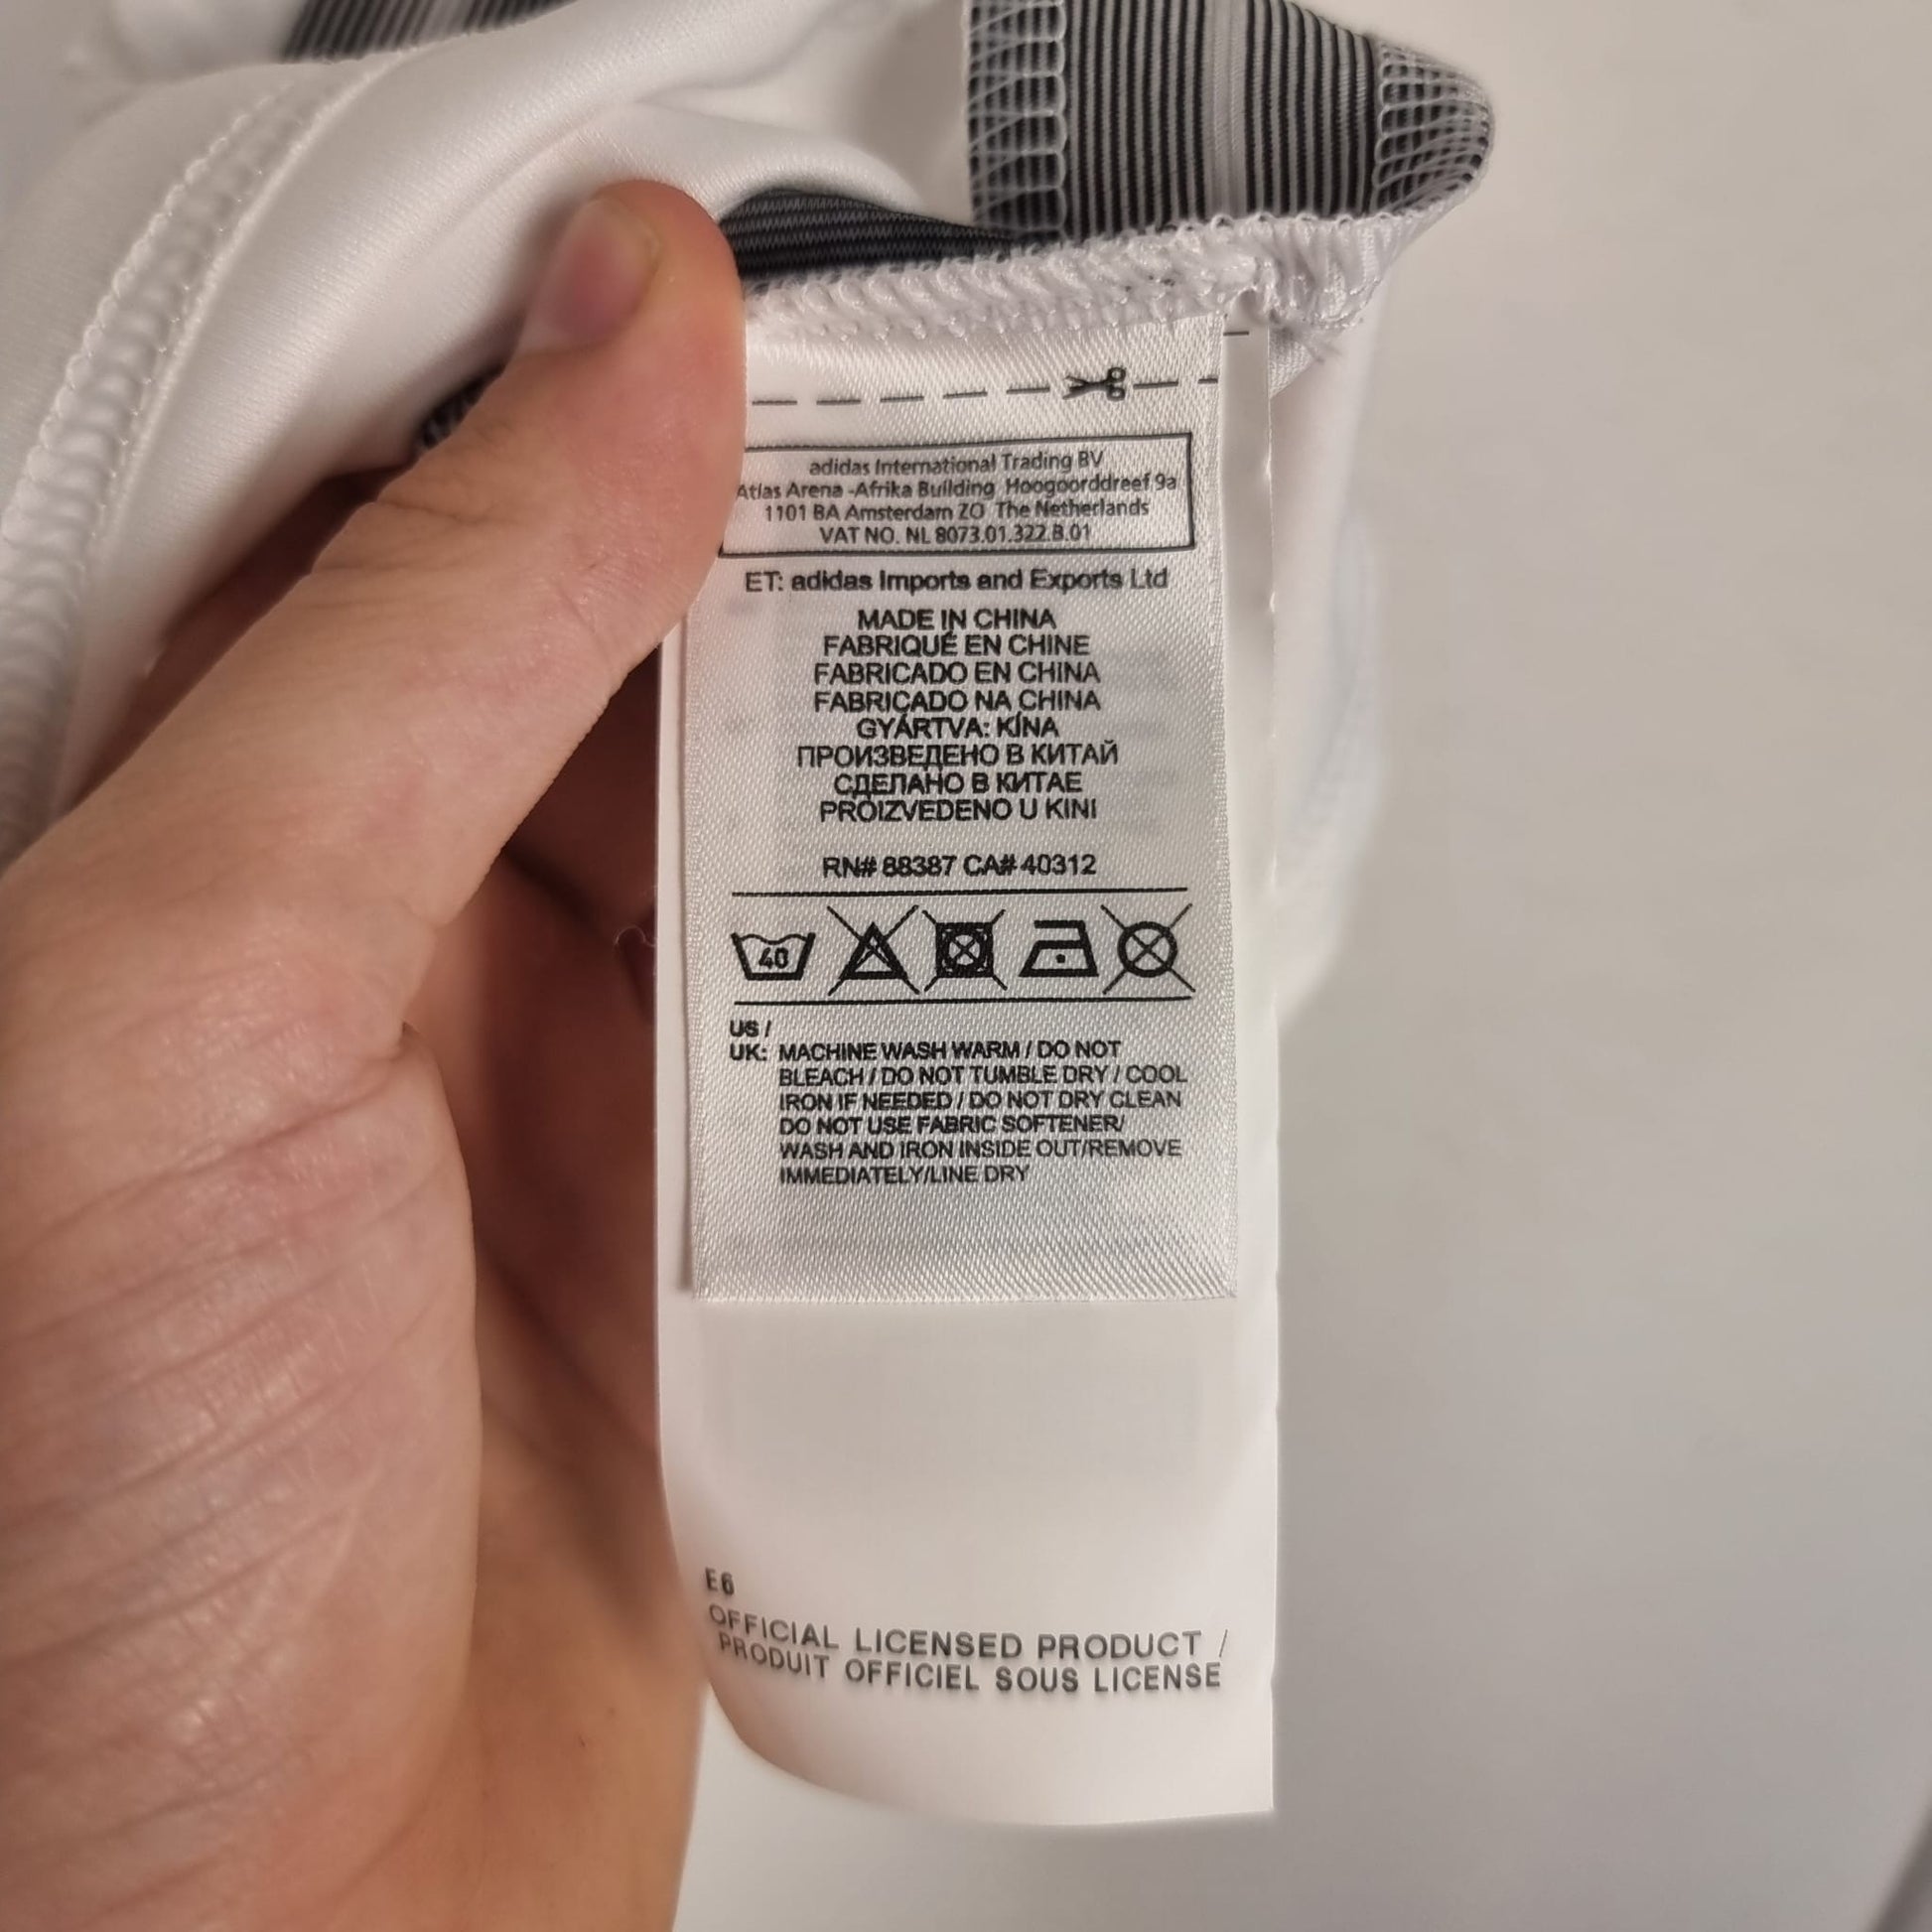 adidas International Trading BV
Atlas Arena -Afrika Building Hoogoorddreef 9a
1101 BA Amsterdam ZO The Netherlands
VAT NO. NL 8073.01.322.B.01
ET: adidas Imports and Exports Ltd
MADE IN CHINA
FABRIQUÉ EN CHINE
FABRICADO EN CHINA
FABRICADO NA CHINA
GYÁRTVA: KÍNA
ПРОИЗВЕДЕНО В КИТАЙ
СДЕЛАНО В КИТАЕ
PROIZVEDENO U KINI
RN# 88387 CA# 40312
40
US /
UK: MACHINE WASH WARM / DO NOT
BLEACH / DO NOT TUMBLE DRY / COOL
IRON IF NEEDED / DO NOT DRY CLEAN
DO NOT USE FABRIC SOFTENER/
WASH AND IRON INSIDE OUT/REMOVE
IMMEDIATELY/LINE DRY
E6
OFFICIAL LICENSED PRODUCT /
PRODUIT OFFICIEL SOUS LICENSE